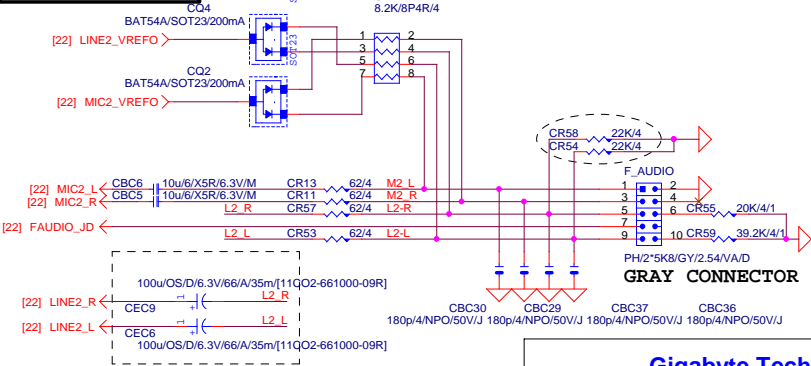 CQ4
BAT54A/SOT23/200mA
8.2K/8P4R/4
[22] LINE2_VREFO
SOT23
1 2
3 4
5 6
7 8
CQ2
BAT54A/SOT23/200mA
[22] MIC2_VREFO
CR58 22K/4
CR54 22K/4
F_AUDIO
[22] MIC2_L CBC6 10u/6/X5R/6.3V/M CR13 62/4 M2_L 1 2
[22] MIC2_R CBC5 10u/6/X5R/6.3V/M CR11 62/4 M2_R 3 4
L2_R CR57 62/4 L2-R 5 6 CR55 20K/4/1
[22] FAUDIO_JD 7
L2_L CR53 62/4 L2-L 9 10 CR59 39.2K/4/1
PH/2*5K8/GY/2.54/VA/D
GRAY CONNECTOR
100u/OS/D/6.3V/66/A/35m/[11CO2-661000-09R]
[22] LINE2_R 1 + L2_R
CEC9
[22] LINE2_L 1 + L2_L
CEC6
100u/OS/D/6.3V/66/A/35m/[11CO2-661000-09R]
CBC30 CBC29 CBC37 CBC36
180p/4/NPO/50V/J 180p/4/NPO/50V/J 180p/4/NPO/50V/J 180p/4/NPO/50V/J
Gigabyte Tech